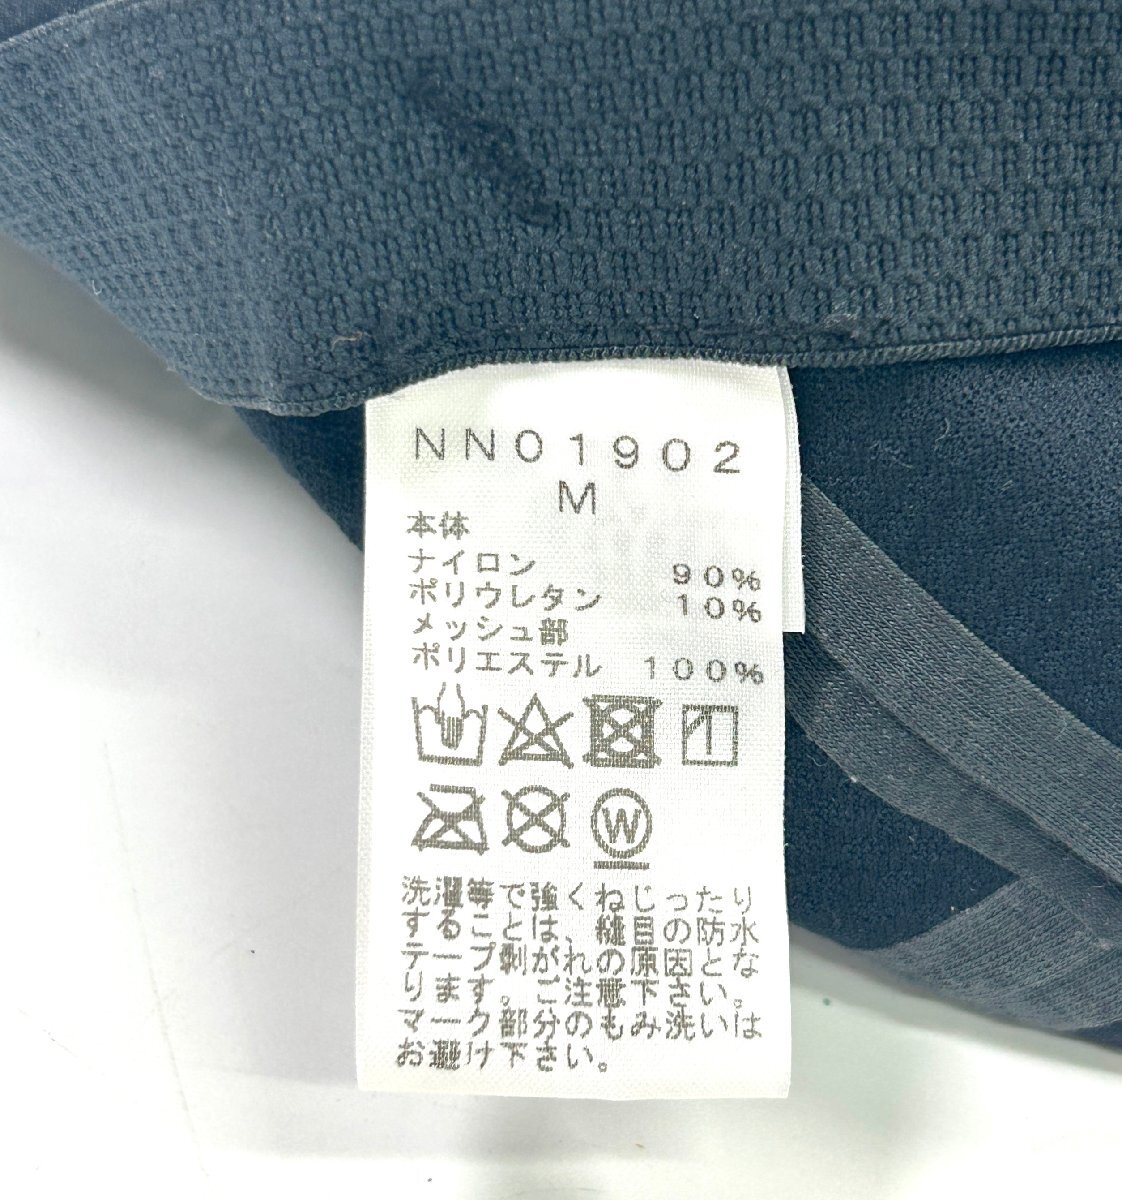 NN01902
M
本体
ナイロン 90%
ポリウレタン 10%
メッシュ部
ポリエステル 100%
W
洗濯等で強くねじったり
することは、縫目の防水
テープ剥がれの原因とな
ります。ご注意下さい。
マーク部分のもみ洗いは
お避け下さい。